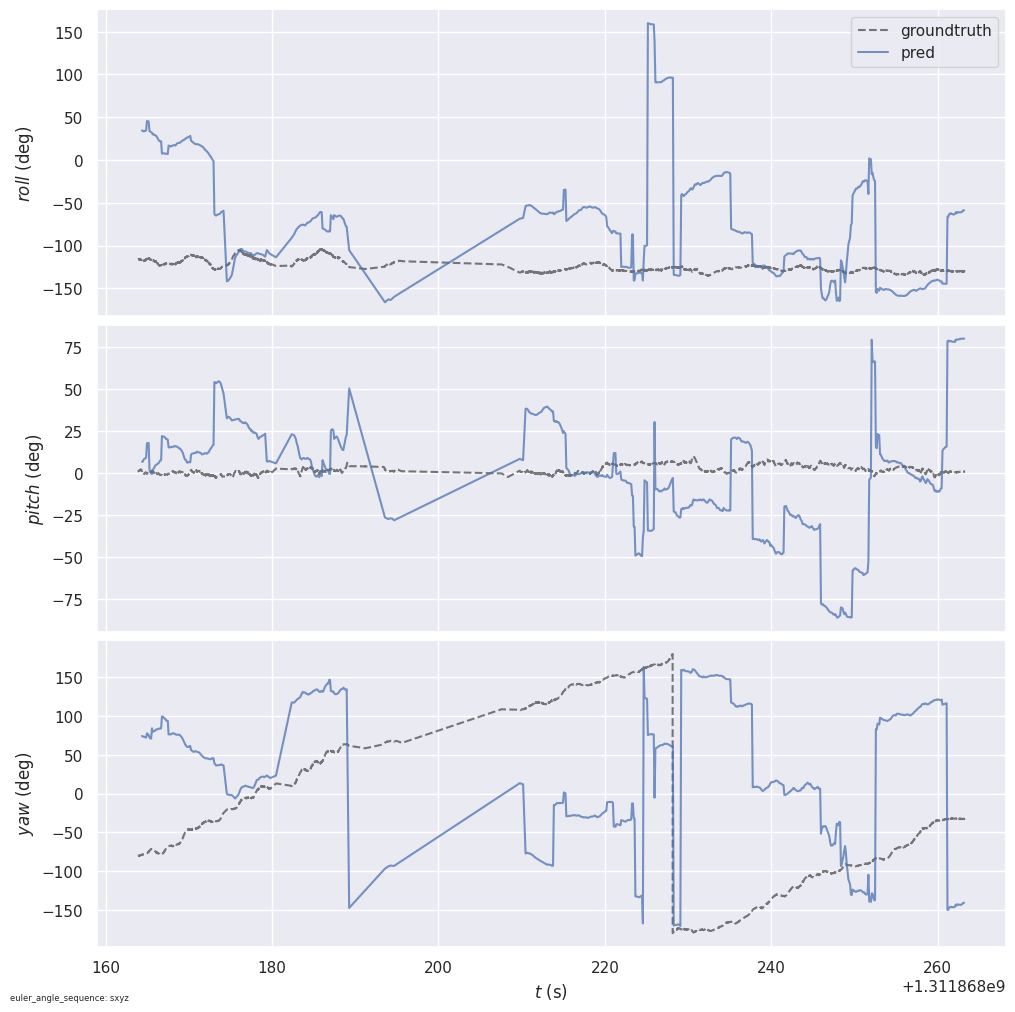 groundtruth
pred
150
100
50
0
−50
−100
−150
roll (deg)
75
50
25
0
−25
−50
−75
pitch (deg)
150
100
50
0
−50
−100
−150
yaw (deg)
160 180 200 220 240 260
t (s)
+1.311868e9
euler_angle_sequence: sxyz